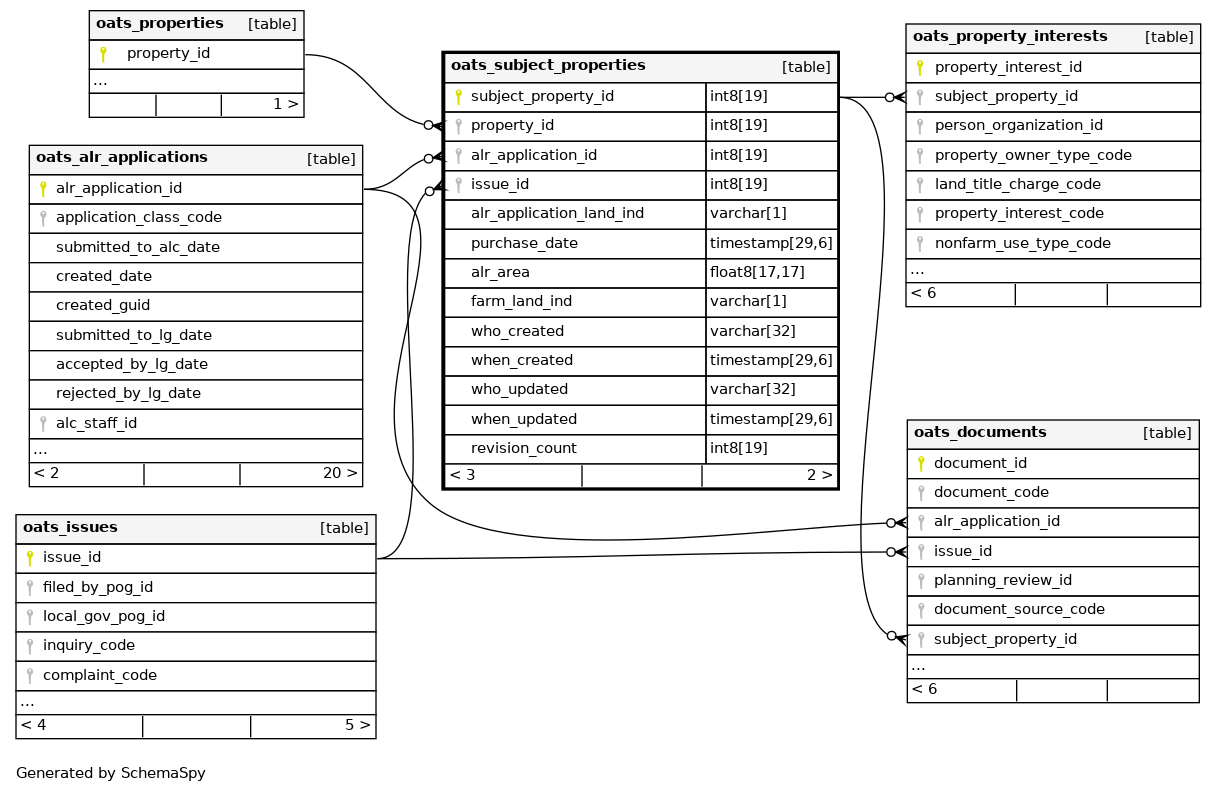 oats_properties [table]
property_id
...
1 >
oats_alr_applications [table]
alr_application_id
application_class_code
submitted_to_alc_date
created_date
created_guid
submitted_to_lg_date
accepted_by_lg_date
rejected_by_lg_date
alc_staff_id
...
< 2 20 >
oats_issues [table]
issue_id
filed_by_pog_id
local_gov_pog_id
inquiry_code
complaint_code
...
< 4 5 >
oats_subject_properties [table]
subject_property_id int8[19]
property_id int8[19]
alr_application_id int8[19]
issue_id int8[19]
alr_application_land_ind varchar[1]
purchase_date timestamp[29,6]
alr_area float8[17,17]
farm_land_ind varchar[1]
who_created varchar[32]
when_created timestamp[29,6]
who_updated varchar[32]
when_updated timestamp[29,6]
revision_count int8[19]
< 3 2 >
oats_property_interests [table]
property_interest_id
subject_property_id
person_organization_id
property_owner_type_code
land_title_charge_code
property_interest_code
nonfarm_use_type_code
...
< 6
oats_documents [table]
document_id
document_code
alr_application_id
issue_id
planning_review_id
document_source_code
subject_property_id
...
< 6
Generated by SchemaSpy